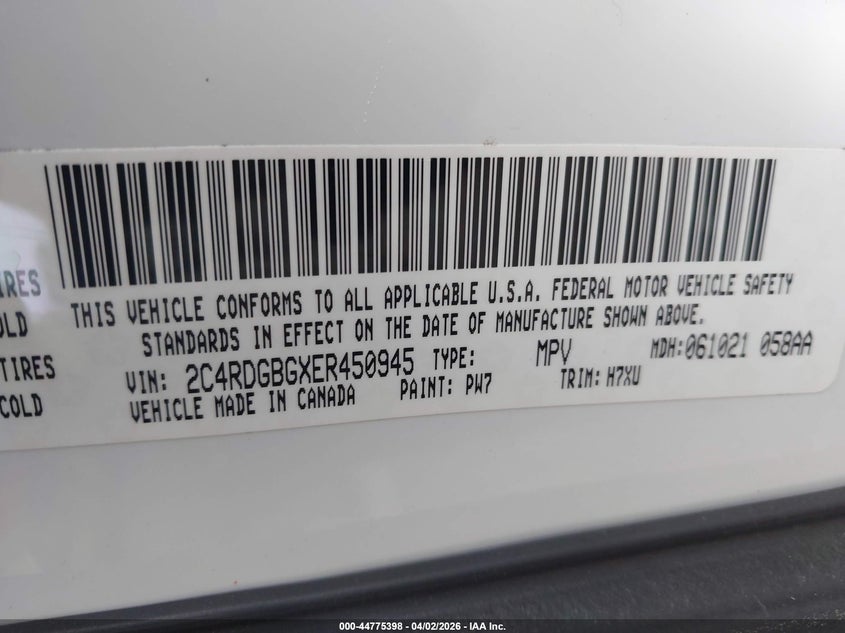 THIS VEHICLE CONFORMS TO ALL APPLICABLE U.S.A. FEDERAL MOTOR VEHICLE SAFETY
STANDARDS IN EFFECT ON THE DATE OF MANUFACTURE SHOWN ABOVE.
VIN: 2C4RDGBGXER450945 TYPE: MPV MDH:061021 058AA
VEHICLE MADE IN CANADA PAINT: PW7 TRIM: H7XU
TIRES
COLD
000-44775398 | 04/02/2026 - IAA Inc.